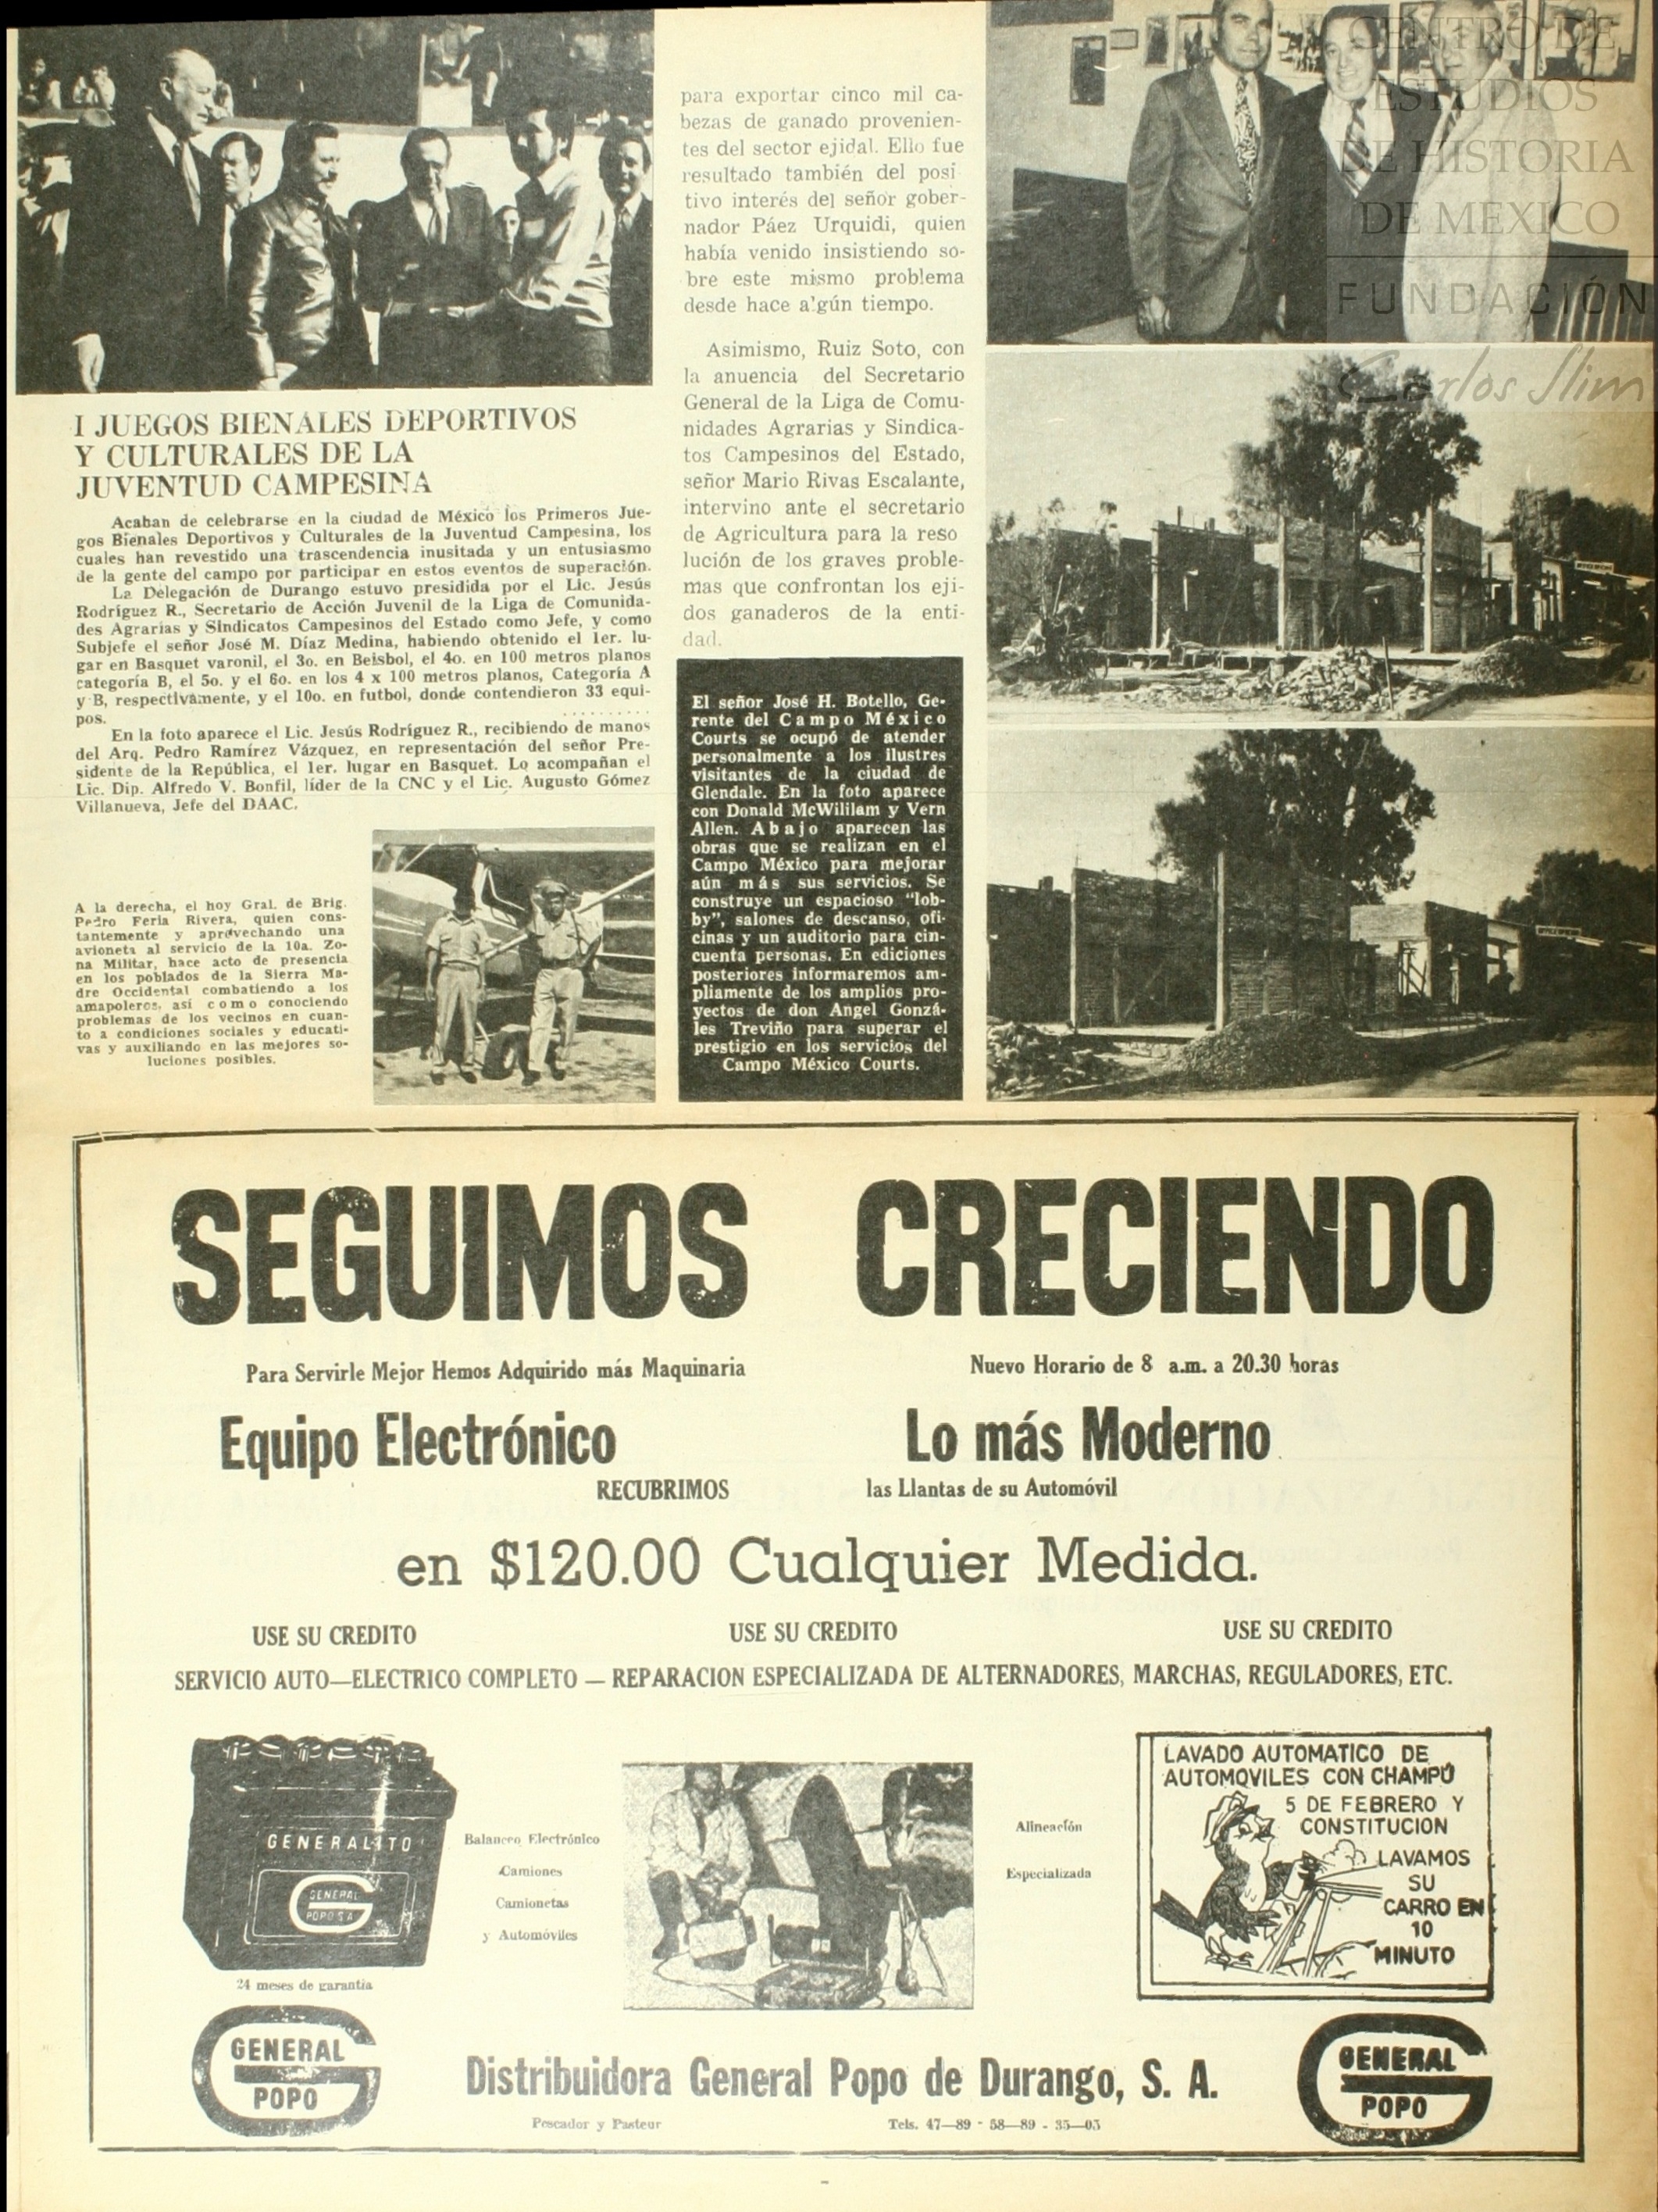 I JUEGOS BIENALES DEPORTIVOS
Y CULTURALES DE LA
JUVENTUD CAMPESINA
Acaban de celebrarse en la ciudad de México los Primeros Jue-
gos Bienales Deportivos y Culturales de la Juventud Campesina, los
cuales han revestido una trascendencia inusitada y un entusiasmo
de la gente del campo por participar en estos eventos de superación.
La Delegación de Durango estuvo presidida por el Lic. Jesús
Rodríguez R., Secretario de Acción Juvenil de la Liga de Comunida-
des Agrarias y Sindicatos Campesinos del Estado como Jefe, y como
Subjefe el señor José M. Díaz Medina, habiendo obtenido el 1er. lu-
gar en Basquet varonil, el 3o. en Beisbol, el 4o. en 100 metros planos
categoría B, el 5o. y el 6o. en los 4 x 100 metros planos, Categoría A
y B, respectivamente, y el 10o. en futbol, donde contendieron 33 equi-
pos.
En la foto aparece el Lic. Jesús Rodríguez R., recibiendo de manos
del Arq. Pedro Ramírez Vázquez, en representación del señor Pre-
sidente de la República, el 1er. lugar en Basquet. Lo acompañan el
Lic. Dip. Alfredo V. Bonfil, líder de la CNC y el Lic. Augusto Gómez
Villanueva, Jefe del DAAC.
A la derecha, el hoy Gral. de Brig.
Pedro Feria Rivera, quien cons-
tantemente y aprovechando una
avioneta al servicio de la 10a. Zo-
na Militar, hace acto de presencia
en los poblados de la Sierra Ma-
dre Occidental combatiendo a los
amapoleros, así como conociendo
problemas de los vecinos en cuan-
to a condiciones sociales y educati-
vas y auxiliando en las mejores so-
luciones posibles.
para exportar cinco mil ca-
bezas de ganado provenien-
tes del sector ejidal. Ello fue
resultado también del posi
tivo interés del señor gober-
nador Páez Urquidi, quien
había venido insistiendo so-
bre este mismo problema
desde hace algún tiempo.
Asimismo, Ruiz Soto, con
la anuencia del Secretario
General de la Liga de Comu-
nidades Agrarias y Sindica-
tos Campesinos del Estado,
señor Mario Rivas Escalante,
intervino ante el secretario
de Agricultura para la reso
lución de los graves proble-
mas que confrontan los eji-
dos ganaderos de la enti-
dad.
El señor José H. Botello, Ge-
rente del Campo México
Courts se ocupó de atender
personalmente a los ilustres
visitantes de la ciudad de
Glendale. En la foto aparece
con Donald McWililam y Vern
Allen. Abajo aparecen las
obras que se realizan en el
Campo México para mejorar
aún más sus servicios. Se
construye un espacioso "lob-
by", salones de descanso, ofi-
cinas y un auditorio para cin-
cuenta personas. En ediciones
posteriores informaremos am-
pliamente de los amplios pro-
yectos de don Angel Gonzá-
les Treviño para superar el
prestigio en los servicios del
Campo México Courts.
CENTRO DE
ESTUDIOS
DE HISTORIA
DE MEXICO
FUNDACIÓN
Carlos Slim
SEGUIMOS CRECIENDO
Para Servirle Mejor Hemos Adquirido más Maquinaria
Nuevo Horario de 8 a.m. a 20.30 horas
Equipo Electrónico
Lo más Moderno
RECUBRIMOS las Llantas de su Automóvil
en $120.00 Cualquier Medida.
USE SU CREDITO USE SU CREDITO USE SU CREDITO
SERVICIO AUTO—ELECTRICO COMPLETO — REPARACION ESPECIALIZADA DE ALTERNADORES, MARCHAS, REGULADORES, ETC.
GENERALITO
GENERAL
POPO S A
24 meses de garantia
Balanceo Electrónico
Camiones
Camionetas
y Automóviles
Alineación
Especializada
LAVADO AUTOMATICO DE
AUTOMOVILES CON CHAMPÚ
5 DE FEBRERO Y
CONSTITUCION
LAVAMOS
SU
CARRO EN
10
MINUTO
GENERAL
POPO
Distribuidora General Popo de Durango, S. A.
Pescador y Pasteur
Tels. 47—89 - 58—89 - 35—03
GENERAL
POPO